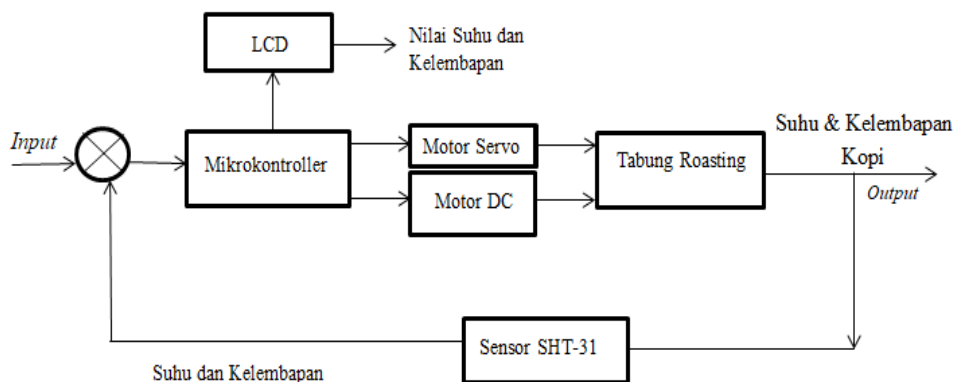 LCD
Nilai Suhu dan
Kelembapan
Input
Mikrokontroller
Motor Servo
Motor DC
Tabung Roasting
Suhu & Kelembapan
Kopi
Output
Sensor SHT-31
Suhu dan Kelembapan